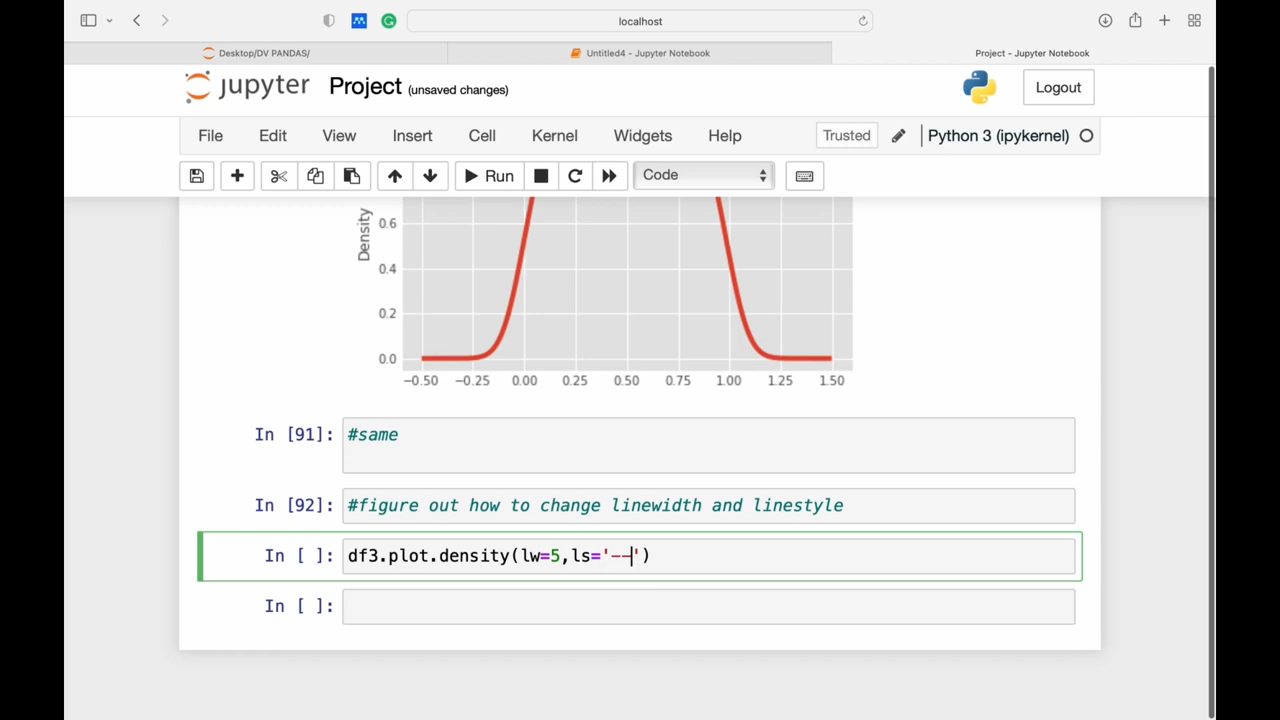 localhost
Desktop/DV PANDAS/
Untitled4 - Jupyter Notebook
Project - Jupyter Notebook
jupyter Project (unsaved changes)
Logout
File Edit View Insert Cell Kernel Widgets Help
Trusted
Python 3 (ipykernel)
Run
Code
Density
0.6
0.4
0.2
0.0
−0.50 −0.25 0.00 0.25 0.50 0.75 1.00 1.25 1.50
In [91]: #same
In [92]: #figure out how to change linewidth and linestyle
In [ ]: df3.plot.density(lw=5,ls='--')
In [ ]: